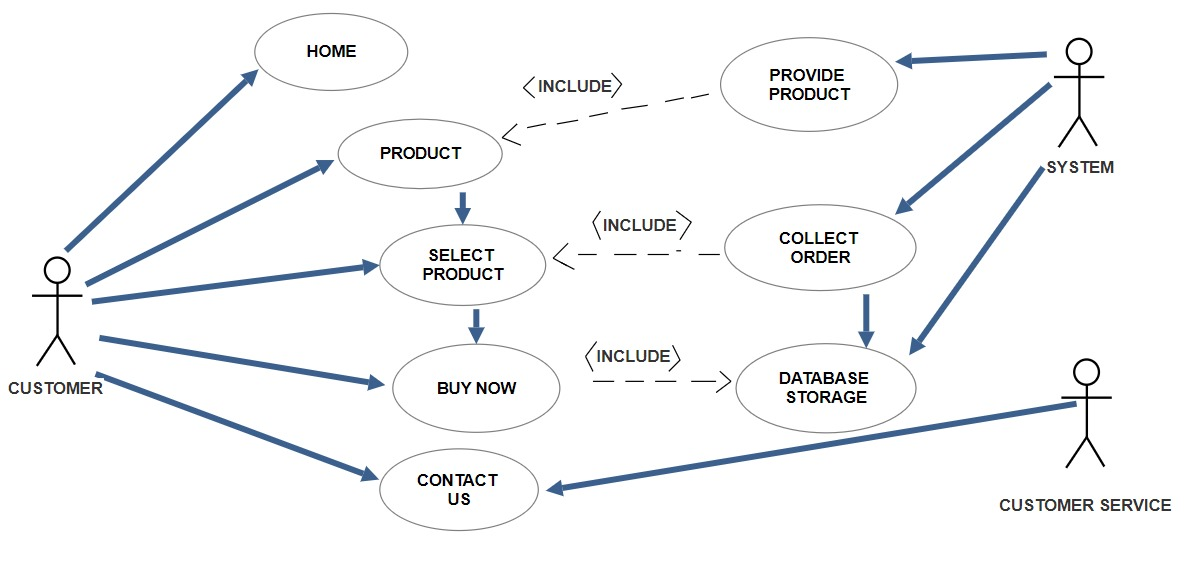 HOME
PROVIDE
PRODUCT
<INCLUDE>
PRODUCT
SYSTEM
<INCLUDE>
SELECT
PRODUCT
COLLECT
ORDER
CUSTOMER
BUY NOW
<INCLUDE>
DATABASE
STORAGE
CONTACT
US
CUSTOMER SERVICE